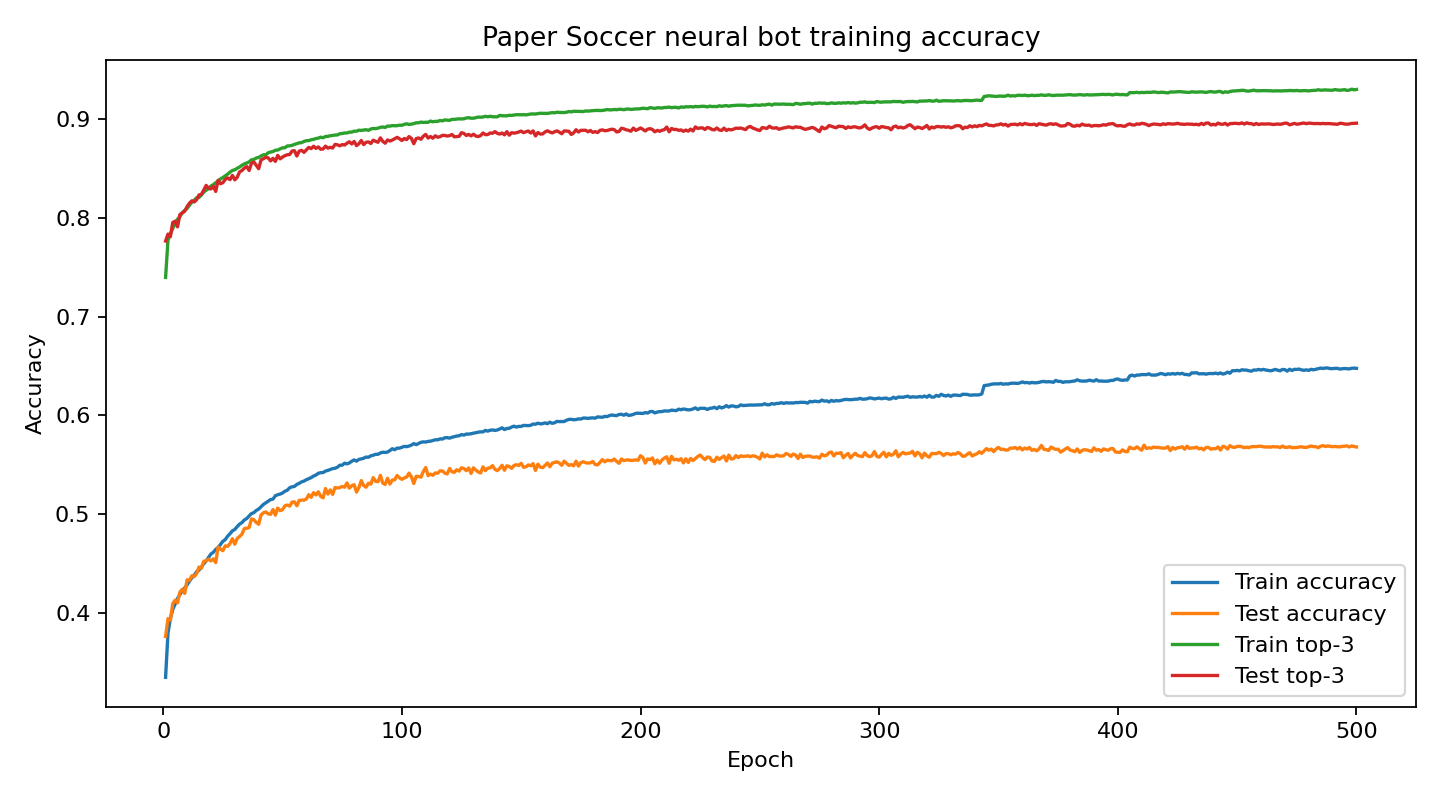 Paper Soccer neural bot training accuracy
Accuracy
0.9
0.8
0.7
0.6
0.5
0.4
Train accuracy
Test accuracy
Train top-3
Test top-3
0 100 200 300 400 500
Epoch